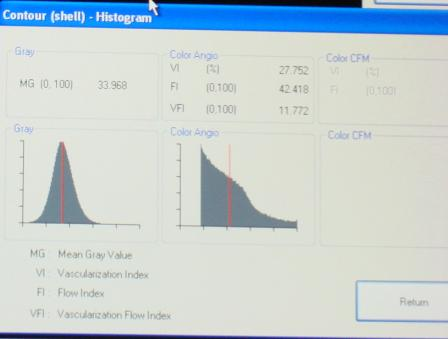 Contour (shell) - Histogram
Gray
MG (0, 100) 33.968
Color Angio
VI (%) 27.752
FI (0,100) 42.418
VFI (0,100) 11.772
Color CFM
VI (%)
FI (0,100)
Gray
Color Angio
Color CFM
MG : Mean Gray Value
VI : Vascularization Index
FI : Flow Index
VFI : Vascularization Flow Index
Return